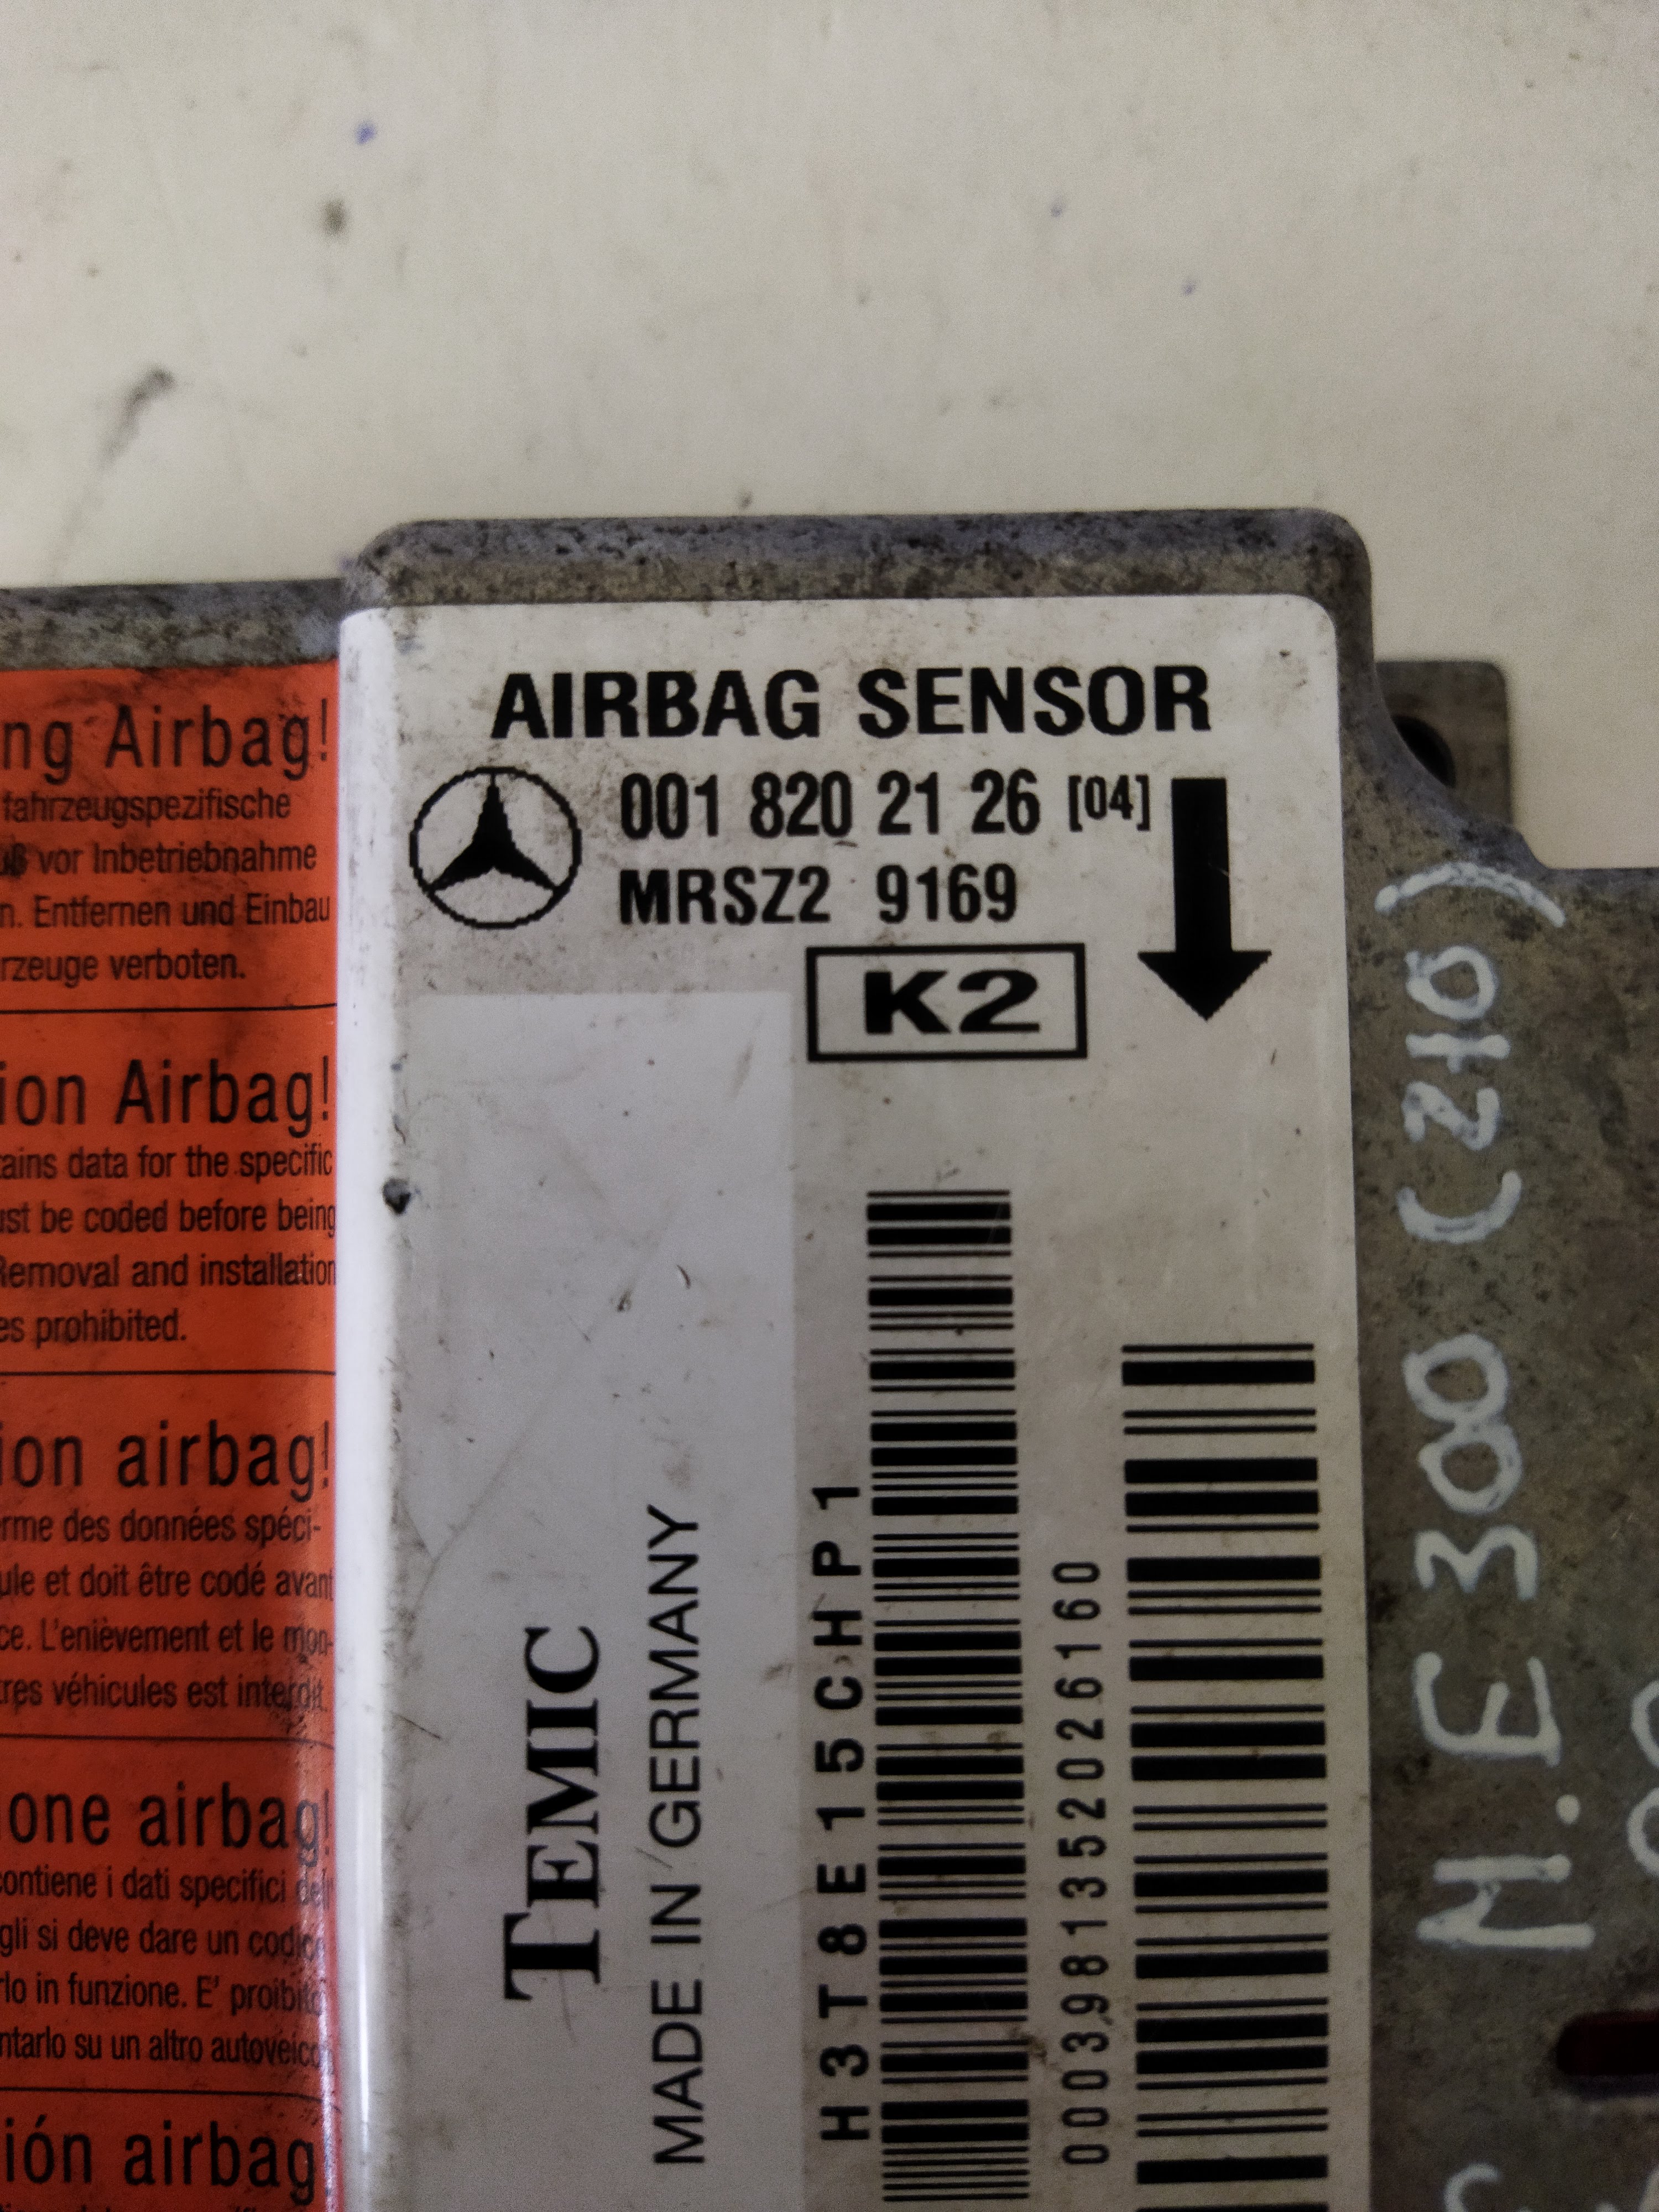 ng Airbag!
fahrzeugspezifische
vor Inbetriebnahme
n. Entfernen und Einbau
rzeuge verboten.
ion Airbag!
tains data for the specific
ust be coded before being
Removal and installation
es prohibited.
ion airbag!
rme des données spéci-
ule et doit être codé avant
ce. L'enièvement et le mon-
tres véhicules est interdit.
ione airbag!
contiene i dati specifici
gli si deve dare un codice
rlo in funzione. E' proibito
ntarlo su un altro autoveico
ión airbag
AIRBAG SENSOR
001 820 21 26 [04]
MRSZ2 9169
K2
TEMIC
MADE IN GERMANY
H3T8E15CHP1
0003981352026160
M.E 300 (210)